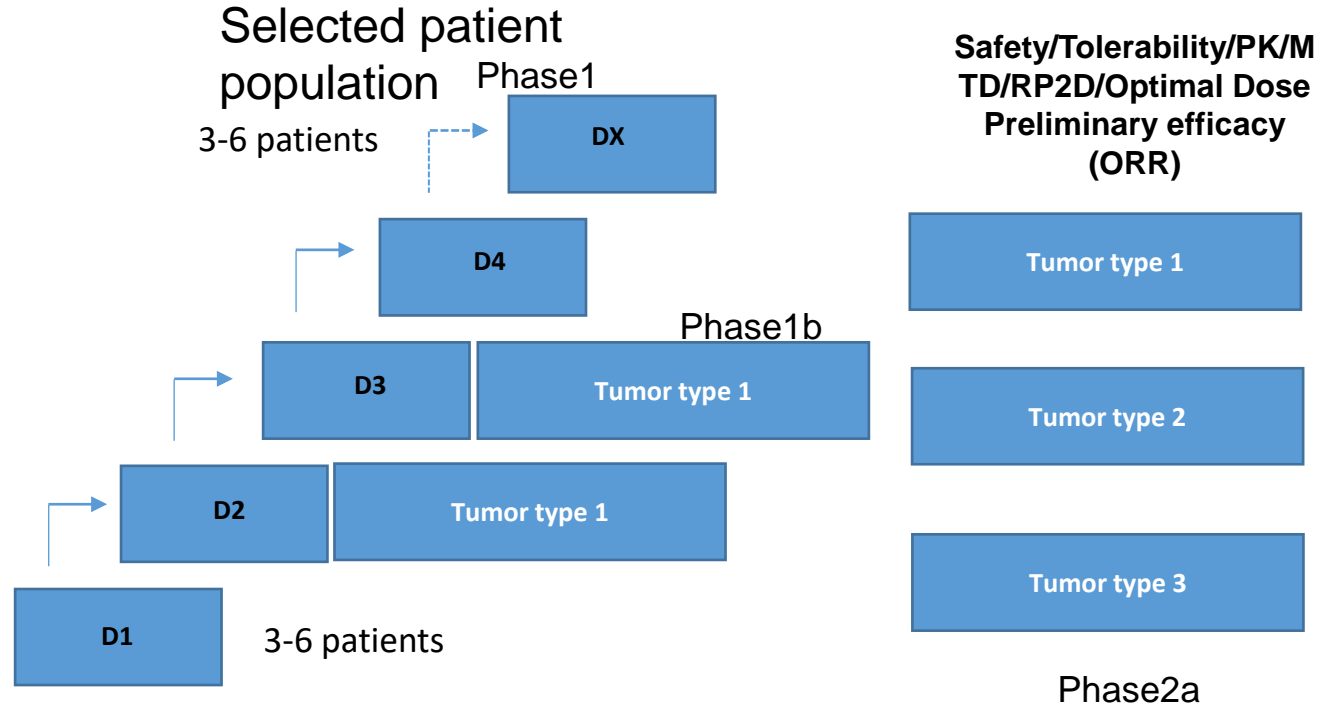 Selected patient
population
Phase1
3-6 patients
DX
D4
Phase1b
D3
Tumor type 1
D2
Tumor type 1
D1
3-6 patients
Safety/Tolerability/PK/M
TD/RP2D/Optimal Dose
Preliminary efficacy
(ORR)
Tumor type 1
Tumor type 2
Tumor type 3
Phase2a